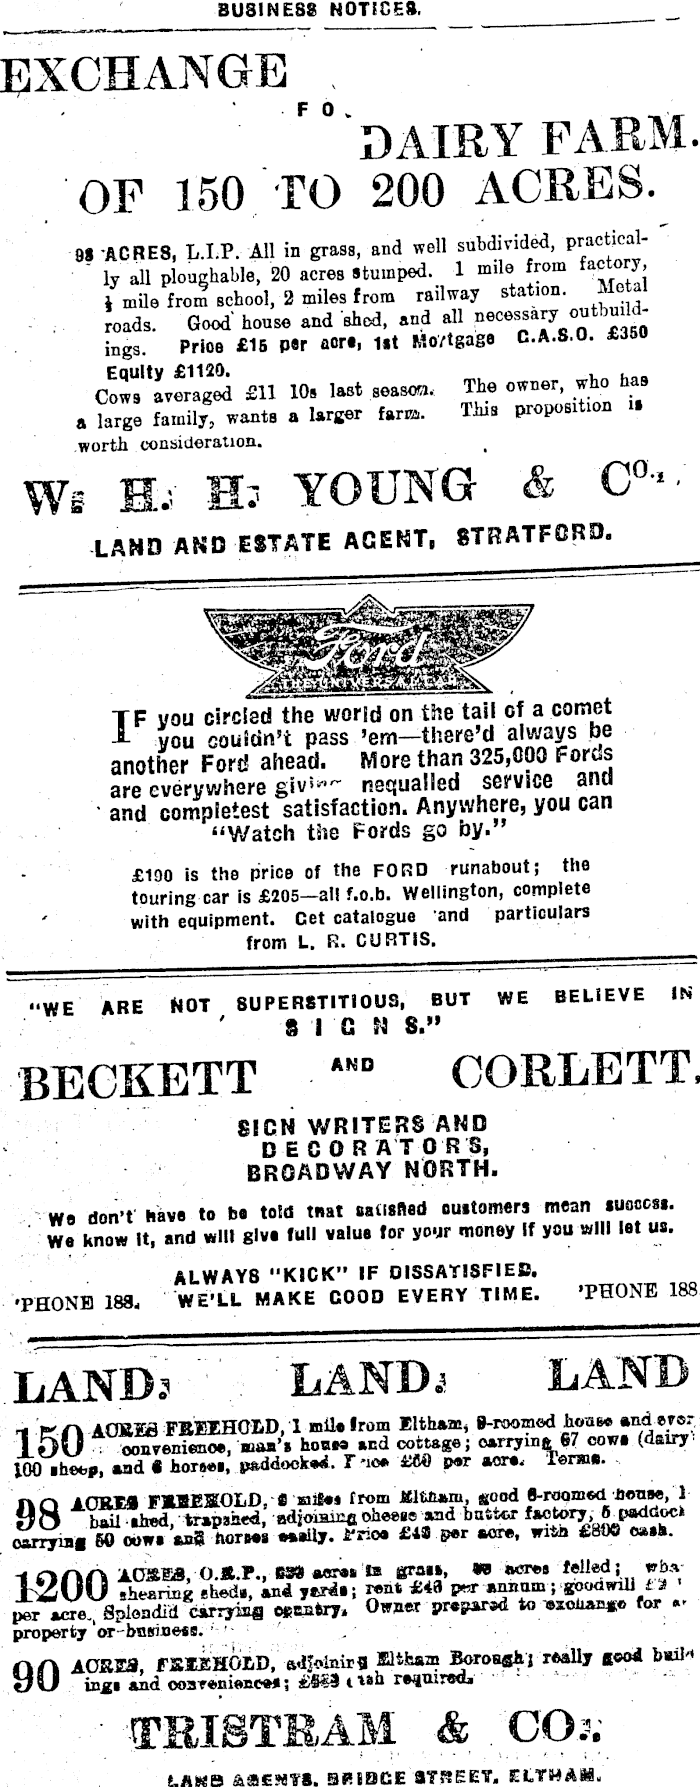 BUSINESS NOTICES.
EXCHANGE
FO
DAIRY FARM.
OF 150 TO 200 ACRES.
98 ACRES, L.I.P. All in grass, and well subdivided, practical-
ly all ploughable, 20 acres stumped. 1 mile from factory,
½ mile from school, 2 miles from railway station. Metal
roads. Good house and shed, and all necessary outbuild-
ings. Price £15 per acre, 1st Mortgage C.A.S.O. £350
Equity £1120.
Cows averaged £11 10s last season. The owner, who has
a large family, wants a larger farm. This proposition is
worth consideration.
W. H. H. YOUNG & CO.,
LAND AND ESTATE AGENT, STRATFORD.
Ford
THE UNIVERSAL CAR
IF you circled the world on the tail of a comet
you couldn't pass 'em—there'd always be
another Ford ahead. More than 325,000 Fords
are everywhere giving nequalled service and
and completest satisfaction. Anywhere, you can
"Watch the Fords go by."
£190 is the price of the FORD runabout; the
touring car is £205—all f.o.b. Wellington, complete
with equipment. Get catalogue and particulars
from L. R. CURTIS.
"WE ARE NOT SUPERSTITIOUS, BUT WE BELIEVE IN
SIGNS."
BECKETT AND CORLETT,
SIGN WRITERS AND
DECORATORS,
BROADWAY NORTH.
We don't have to be told that satisfied customers mean success.
We know it, and will give full value for your money if you will let us.
ALWAYS "KICK" IF DISSATISFIED.
'PHONE 188. WE'LL MAKE GOOD EVERY TIME. 'PHONE 188
LAND. LAND. LAND
150 ACRES FREEHOLD, 1 mile from Eltham, 9-roomed house and ever
convenience, man's house and cottage; carrying 67 cows (dairy
100 sheep, and 6 horses, paddocked. Price £60 per acre. Terms.
98 ACRES FREEHOLD, miles from Eltham, good 6-roomed house, 1
bail shed, trapshed, adjoining cheese and butter factory, 5 paddock
carrying 50 cows and horses easily. Price £43 per acre, with £800 cash.
1200 ACRES, O.R.P., acres in grass, acres felled;
shearing sheds, and yards; rent £43 per annum; goodwill
per acre. Splendid carrying country. Owner prepared to exchange for
property or business.
90 ACRES, FREEHOLD, adjoining Eltham Borough; really good build
ings and conveniences; cash required.
TRISTRAM & CO.,
LAND AGENTS, BRIDGE STREET, ELTHAM.